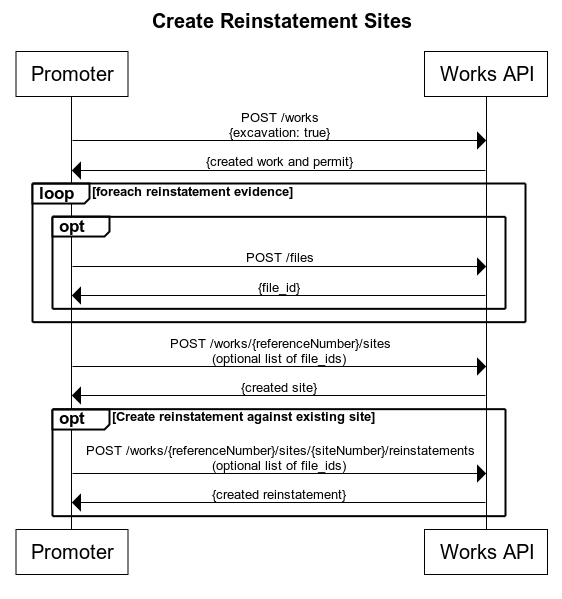 Create Reinstatement Sites
Promoter
Works API
POST /works
{excavation: true}
{created work and permit}
loop
[foreach reinstatement evidence]
opt
POST /files
{file_id}
POST /works/{referenceNumber}/sites
(optional list of file_ids)
{created site}
opt
[Create reinstatement against existing site]
POST /works/{referenceNumber}/sites/{siteNumber}/reinstatements
(optional list of file_ids)
{created reinstatement}
Promoter
Works API